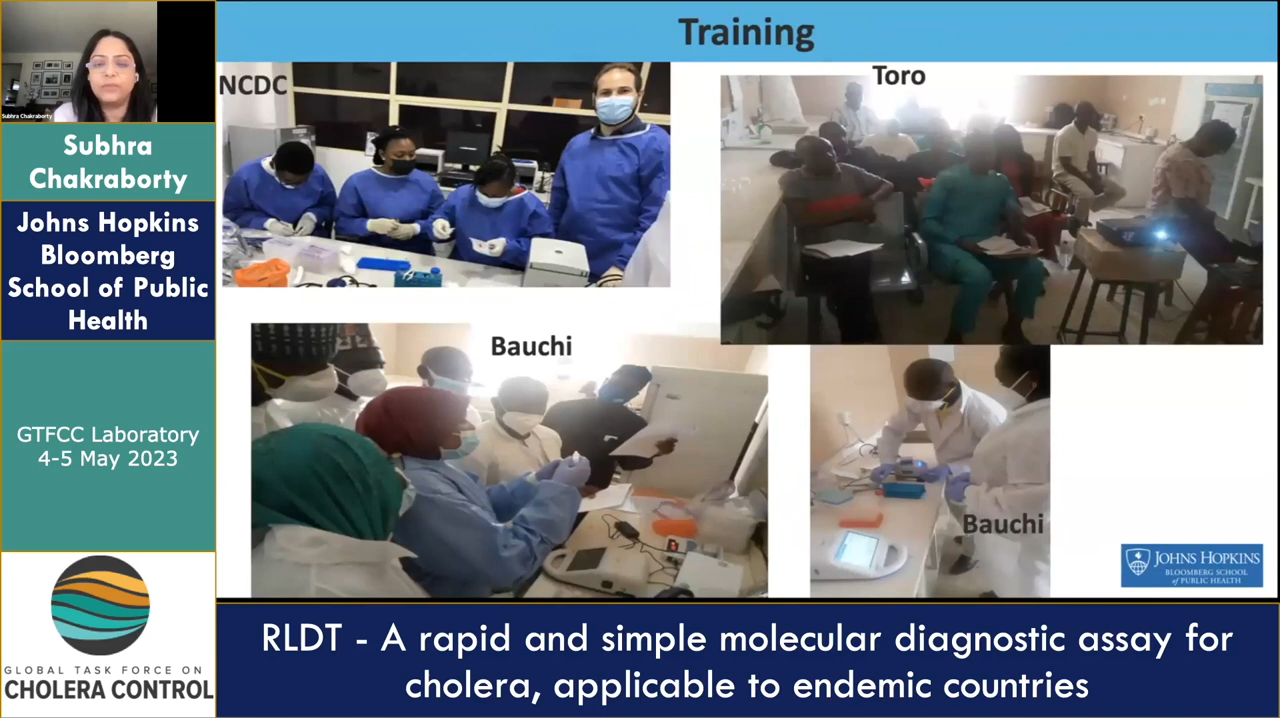 Training
NCDC
Toro
Bauchi
Bauchi
JOHNS HOPKINS
BLOOMBERG SCHOOL
of PUBLIC HEALTH
Subhra Chakraborty
Subhra
Chakraborty
Johns Hopkins
Bloomberg
School of Public
Health
GTFCC Laboratory
4-5 May 2023
GLOBAL TASK FORCE ON
CHOLERA CONTROL
RLDT - A rapid and simple molecular diagnostic assay for
cholera, applicable to endemic countries